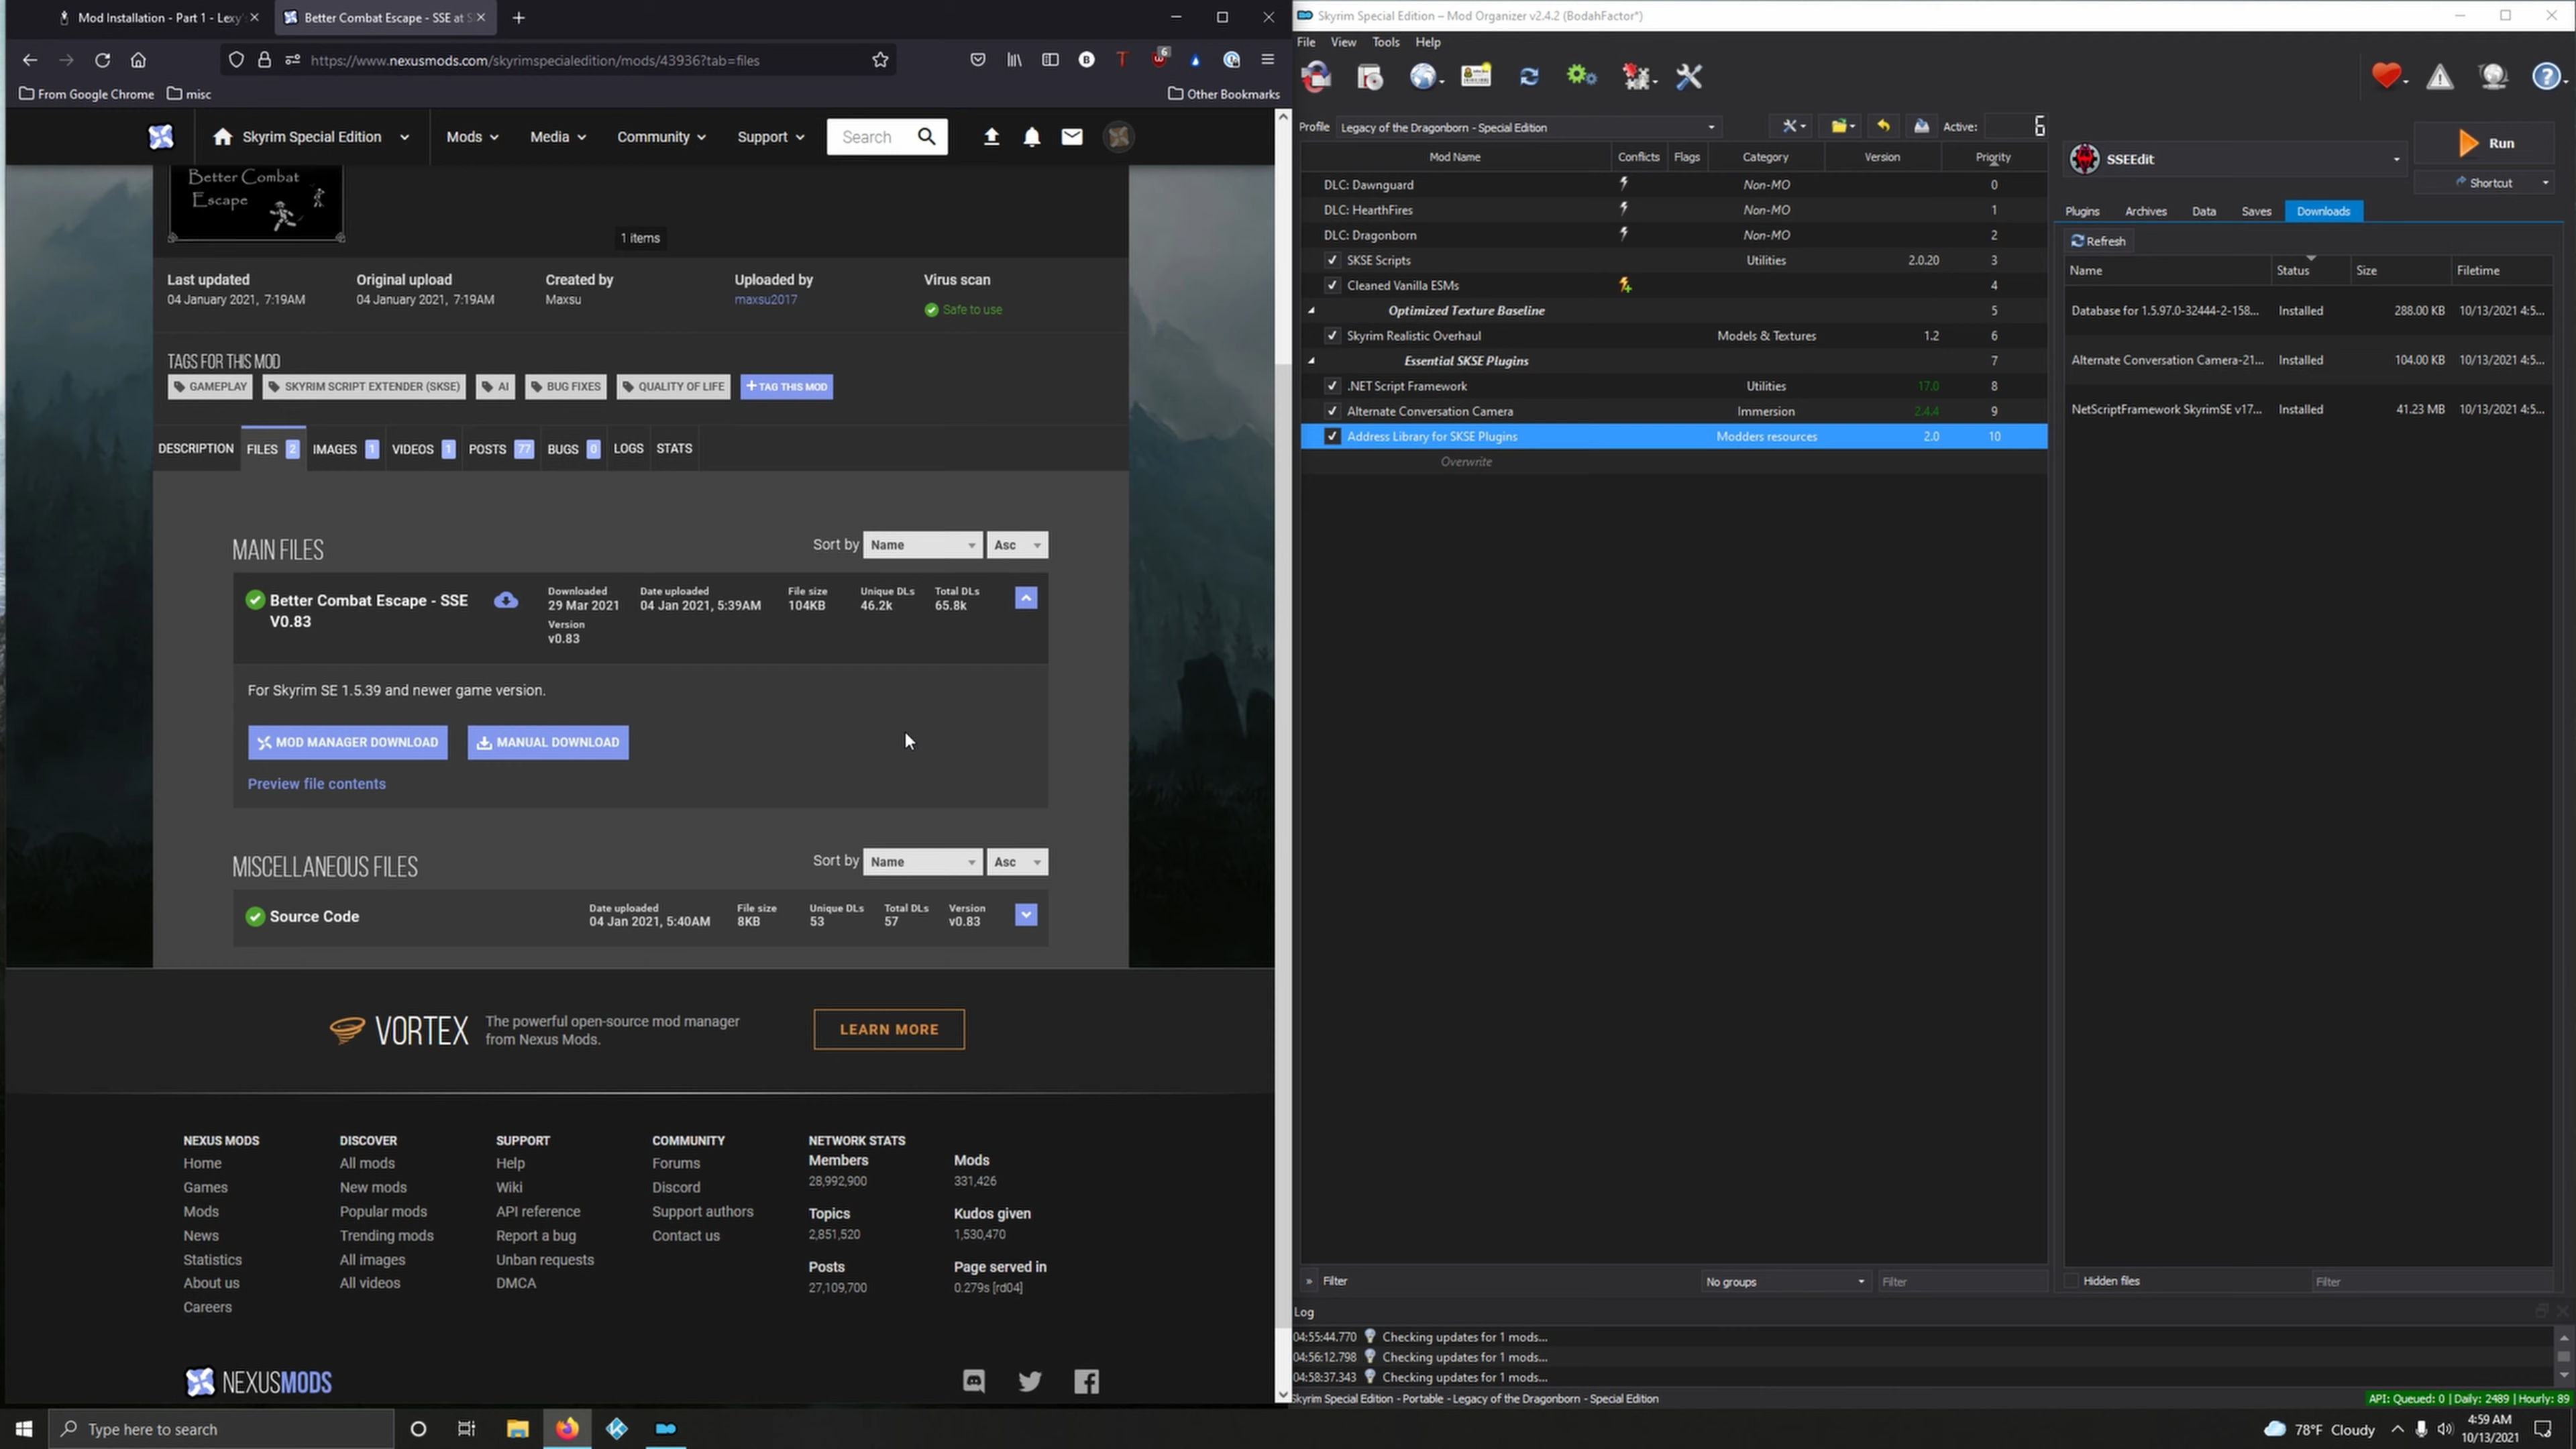 Mod Installation - Part 1 - Lexy'
Better Combat Escape - SSE at S
https://www.nexusmods.com/skyrimspecialedition/mods/43936?tab=files
6
From Google Chrome
misc
Other Bookmarks
Skyrim Special Edition
Mods
Media
Community
Support
Search
Better Combat
Escape
1 items
Last updated
04 January 2021, 7:19AM
Original upload
04 January 2021, 7:19AM
Created by
Maxsu
Uploaded by
maxsu2017
Virus scan
Safe to use
TAGS FOR THIS MOD
GAMEPLAY
SKYRIM SCRIPT EXTENDER (SKSE)
AI
BUG FIXES
QUALITY OF LIFE
+TAG THIS MOD
DESCRIPTION
FILES 2
IMAGES 1
VIDEOS 1
POSTS 77
BUGS 0
LOGS
STATS
MAIN FILES
Sort by Name Asc
Better Combat Escape - SSE
V0.83
Downloaded
29 Mar 2021
Date uploaded
04 Jan 2021, 5:39AM
File size
104KB
Unique DLs
46.2k
Total DLs
65.8k
Version
v0.83
For Skyrim SE 1.5.39 and newer game version.
MOD MANAGER DOWNLOAD
MANUAL DOWNLOAD
Preview file contents
MISCELLANEOUS FILES
Sort by Name Asc
Source Code
Date uploaded
04 Jan 2021, 5:40AM
File size
8KB
Unique DLs
53
Total DLs
57
Version
v0.83
VORTEX
The powerful open-source mod manager
from Nexus Mods.
LEARN MORE
NEXUS MODS
Home
Games
Mods
News
Statistics
About us
Careers
DISCOVER
All mods
New mods
Popular mods
Trending mods
All images
All videos
SUPPORT
Help
Wiki
API reference
Report a bug
Unban requests
DMCA
COMMUNITY
Forums
Discord
Support authors
Contact us
NETWORK STATS
Members
28,992,900
Topics
2,851,520
Posts
27,109,700
Mods
331,426
Kudos given
1,530,470
Page served in
0.279s [rd04]
NEXUSMODS
Skyrim Special Edition – Mod Organizer v2.4.2 (BodahFactor*)
File View Tools Help
Profile Legacy of the Dragonborn - Special Edition
Active: 6
Mod Name Conflicts Flags Category Version Priority
DLC: Dawnguard Non-MO 0
DLC: HearthFires Non-MO 1
DLC: Dragonborn Non-MO 2
SKSE Scripts Utilities 2.0.20 3
Cleaned Vanilla ESMs 4
Optimized Texture Baseline 5
Skyrim Realistic Overhaul Models & Textures 1.2 6
Essential SKSE Plugins 7
.NET Script Framework Utilities 17.0 8
Alternate Conversation Camera Immersion 2.4.4 9
Address Library for SKSE Plugins Modders resources 2.0 10
Overwrite
» Filter
No groups
Filter
SSEEdit
Run
Shortcut
Plugins Archives Data Saves Downloads
Refresh
Name Status Size Filetime
Database for 1.5.97.0-32444-2-158... Installed 288.00 KB 10/13/2021 4:5...
Alternate Conversation Camera-21... Installed 104.00 KB 10/13/2021 4:5...
NetScriptFramework SkyrimSE v17... Installed 41.23 MB 10/13/2021 4:5...
Hidden files
Filter
Log
04:55:44.770 Checking updates for 1 mods...
04:56:12.798 Checking updates for 1 mods...
04:58:37.343 Checking updates for 1 mods...
Skyrim Special Edition - Portable - Legacy of the Dragonborn - Special Edition
API: Queued: 0 | Daily: 2489 | Hourly: 89
Type here to search
78°F Cloudy
4:59 AM
10/13/2021